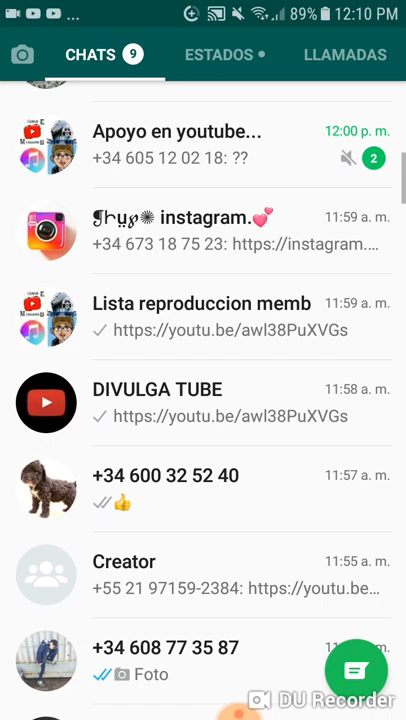 ... 89% 12:10 PM
CHATS 9 ESTADOS LLAMADAS
Apoyo en youtube... 12:00 p. m.
+34 605 12 02 18: ?? 2
instagram.💕 11:59 a. m.
+34 673 18 75 23: https://instagram....
Lista reproduccion memb 11:59 a. m.
https://youtu.be/awl38PuXVGs
DIVULGA TUBE 11:58 a. m.
https://youtu.be/awl38PuXVGs
+34 600 32 52 40 11:57 a. m.
👍
Creator 11:55 a. m.
+55 21 97159-2384: https://youtu.be...
+34 608 77 35 87
Foto
DU Recorder